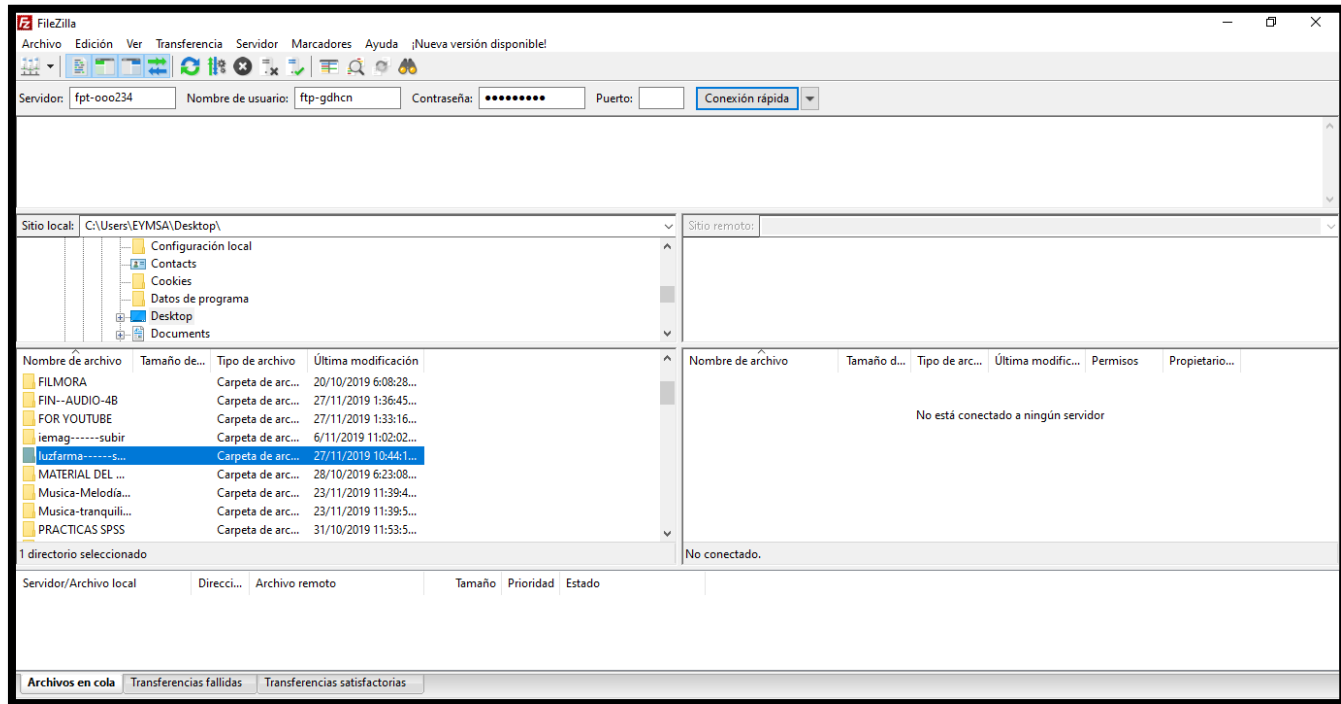 FileZilla
Archivo Edición Ver Transferencia Servidor Marcadores Ayuda ¡Nueva versión disponible!
Servidor: fpt-ooo234 Nombre de usuario: ftp-gdhcn Contraseña: ●●●●●●●●● Puerto: Conexión rápida
Sitio local: C:\Users\EYMSA\Desktop\ Sitio remoto:
Configuración local
Contacts
Cookies
Datos de programa
Desktop
Documents
Nombre de archivo Tamaño de... Tipo de archivo Última modificación Nombre de archivo Tamaño d... Tipo de arc... Última modific... Permisos Propietario...
FILMORA Carpeta de arc... 20/10/2019 6:08:28...
FIN--AUDIO-4B Carpeta de arc... 27/11/2019 1:36:45...
FOR YOUTUBE Carpeta de arc... 27/11/2019 1:33:16...
No está conectado a ningún servidor
iemag------subir Carpeta de arc... 6/11/2019 11:02:02...
luzfarma------s... Carpeta de arc... 27/11/2019 10:44:1...
MATERIAL DEL ... Carpeta de arc... 28/10/2019 6:23:08...
Musica-Melodía... Carpeta de arc... 23/11/2019 11:39:4...
Musica-tranquili... Carpeta de arc... 23/11/2019 11:39:5...
PRACTICAS SPSS Carpeta de arc... 31/10/2019 11:53:5...
1 directorio seleccionado No conectado.
Servidor/Archivo local Direcci... Archivo remoto Tamaño Prioridad Estado
Archivos en cola Transferencias fallidas Transferencias satisfactorias